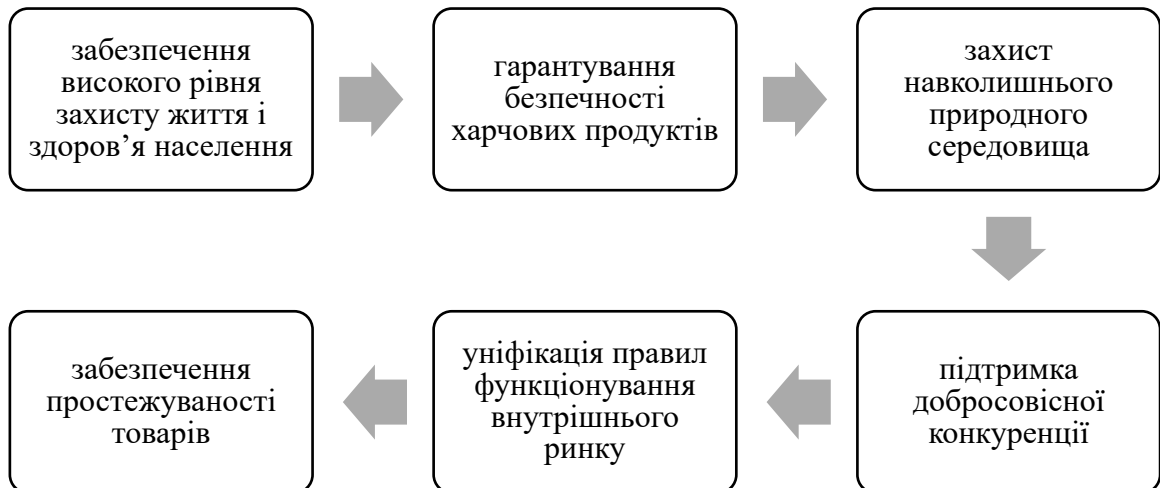 забезпечення
високого рівня
захисту життя і
здоров’я населення
гарантування
безпечності
харчових продуктів
захист
навколишнього
природного
середовища
підтримка
добросовісної
конкуренції
уніфікація правил
функціонування
внутрішнього
ринку
забезпечення
простежуваності
товарів